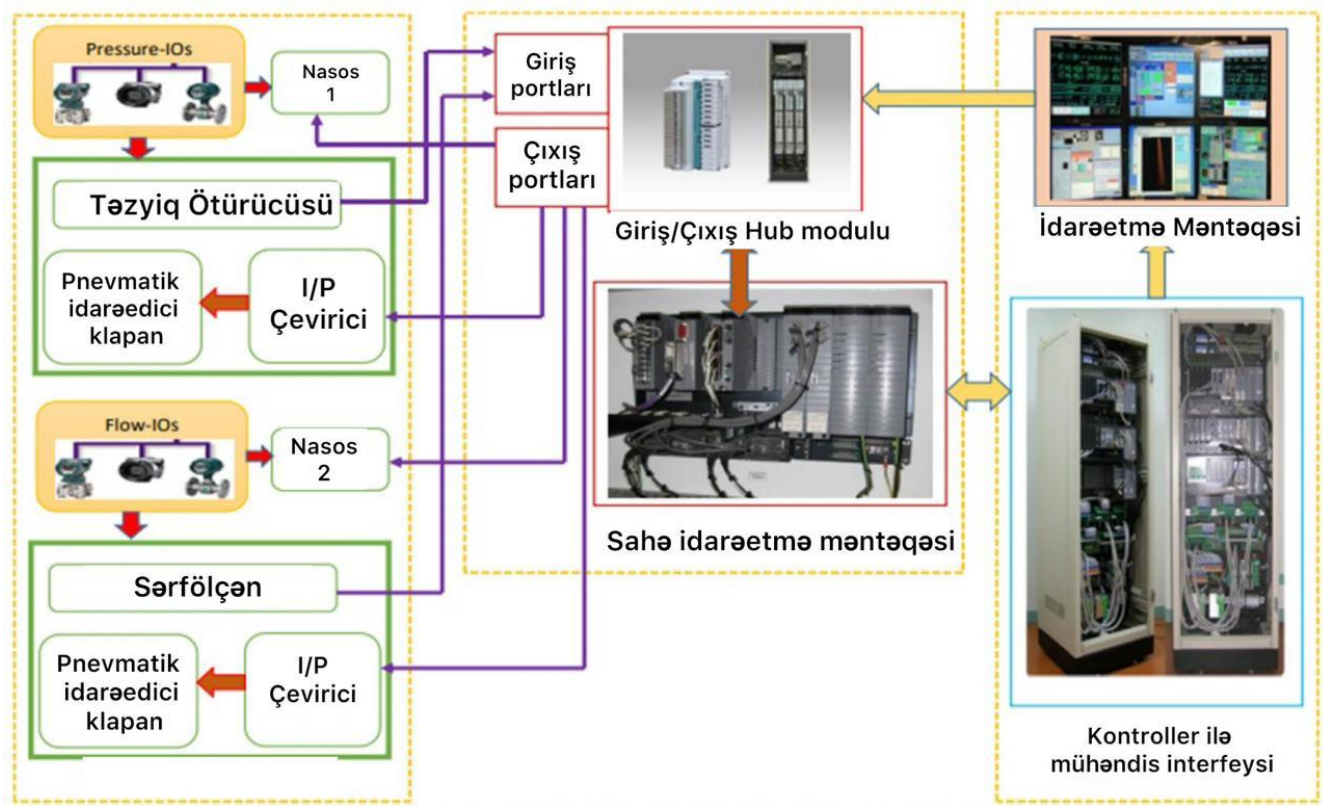 Pressure-IOs
Nasos
1
Təzyiq Ötürücüsü
Pnevmatik
idarəedici
klapan
I/P
Çevirici
Flow-IOs
Nasos
2
Sərfölçən
Pnevmatik
idarəedici
klapan
I/P
Çevirici
Giriş
portları
Çıxış
portları
Giriş/Çıxış Hub modulu
Sahə idarəetmə məntəqəsi
İdarəetmə Məntəqəsi
Kontroller ilə
mühəndis interfeysi